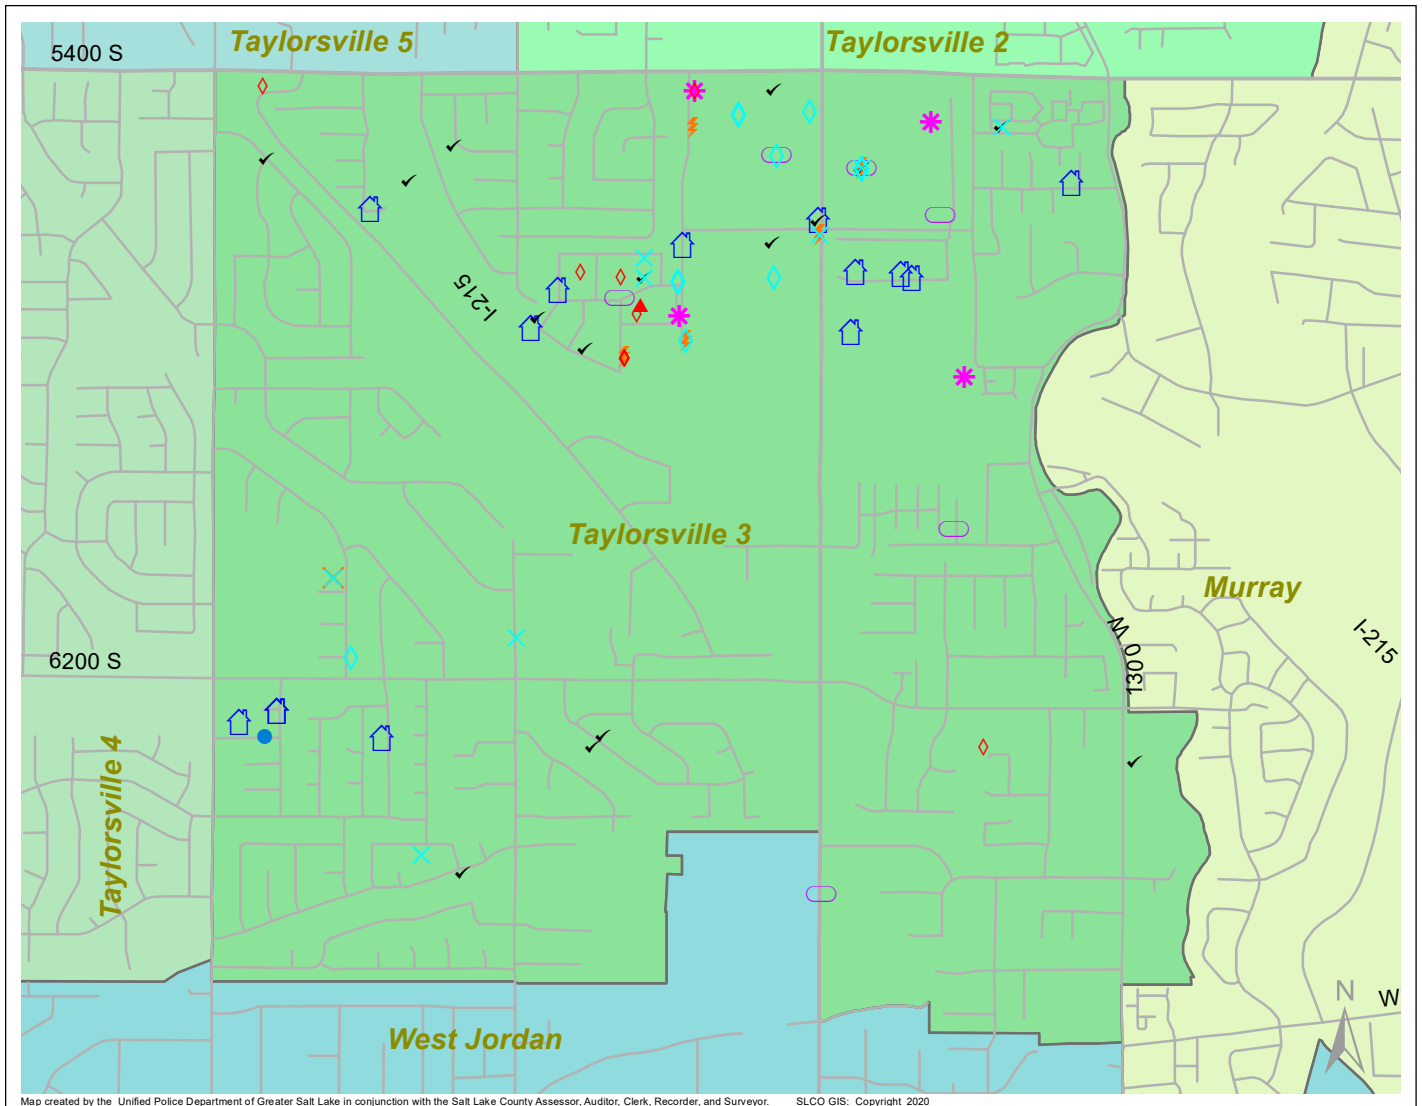 Taylorsville 5
Taylorsville 2
5400 S
I-215
Taylorsville 3
Murray
1300 W
I-215
6200 S
Taylorsville 4
West Jordan
N
W
Map created by the Unified Police Department of Greater Salt Lake in conjunction with the Salt Lake County Assessor, Auditor, Clerk, Recorder, and Surveyor. SLCO GIS: Copyright 2020